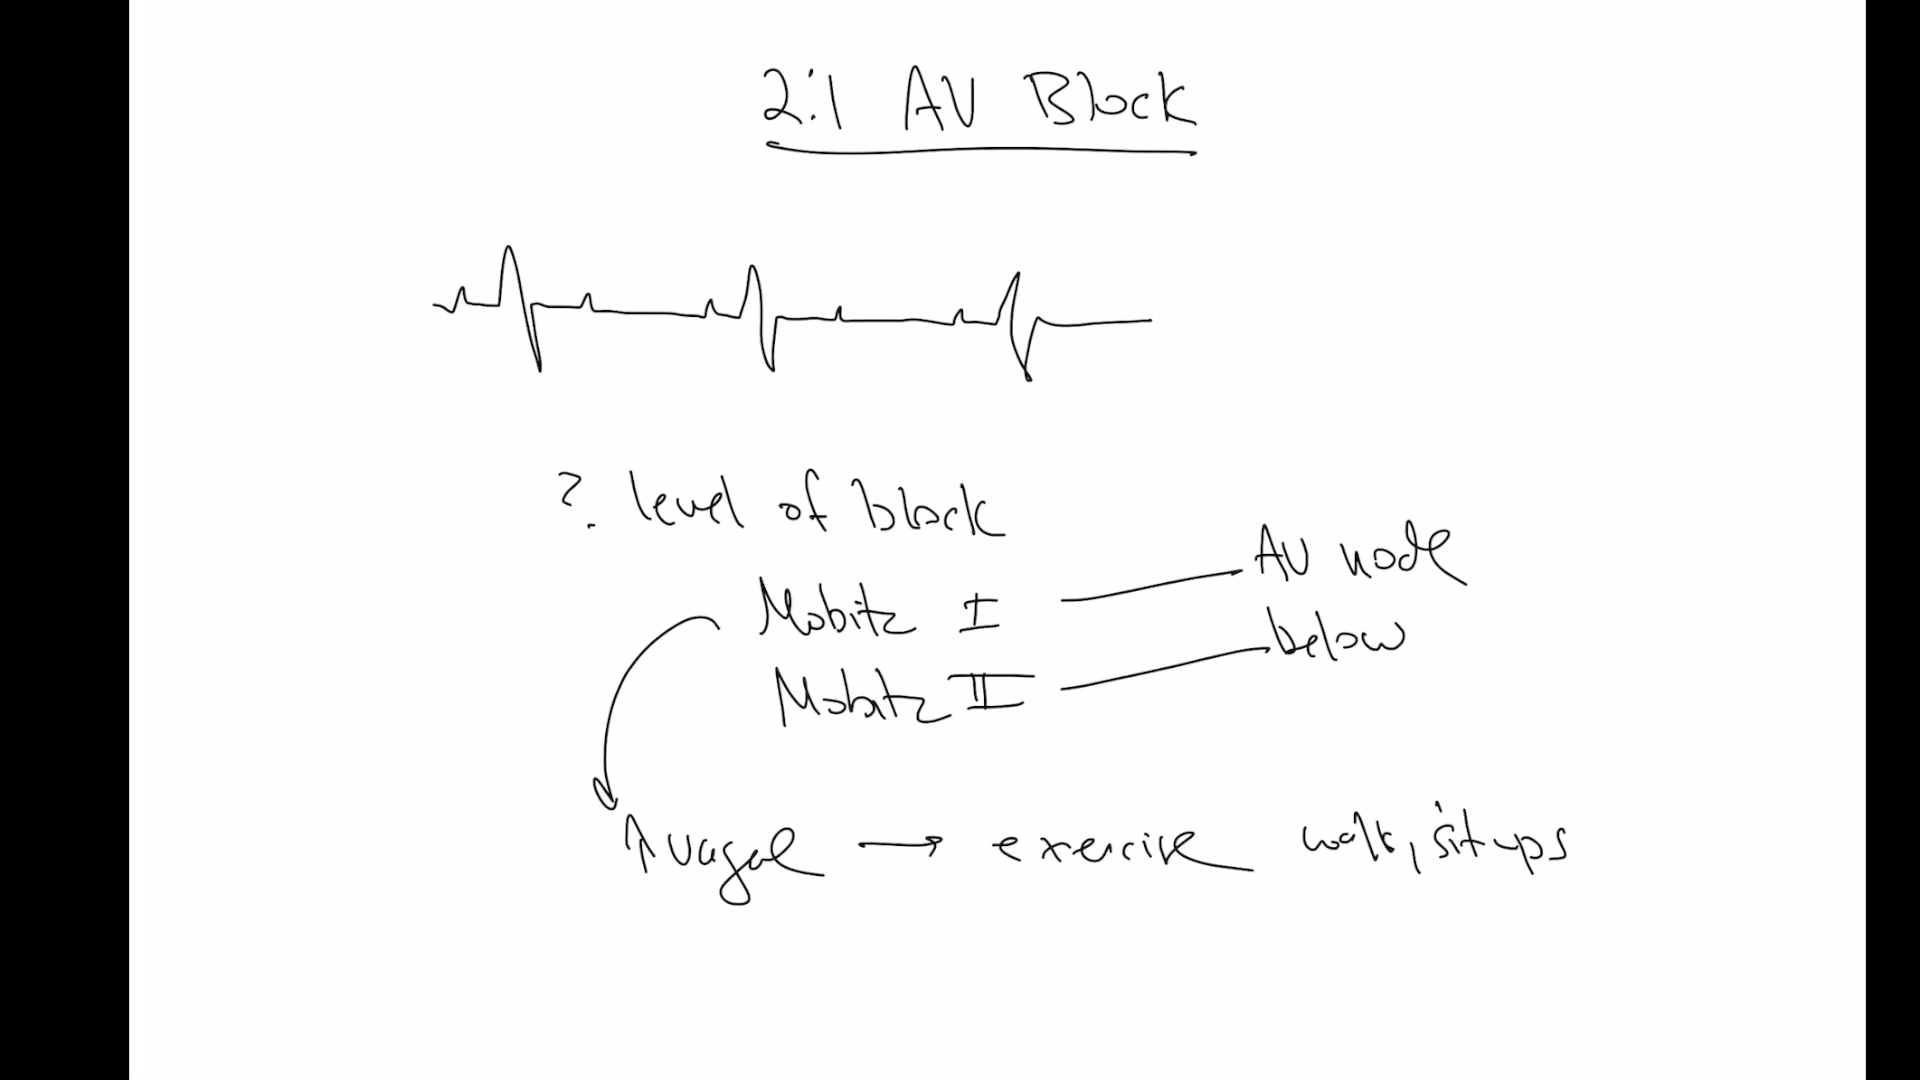 2:1 AV Block
? level of block
Mobitz I AV node
Mobitz II below
↑vagal → exercise walk, situps